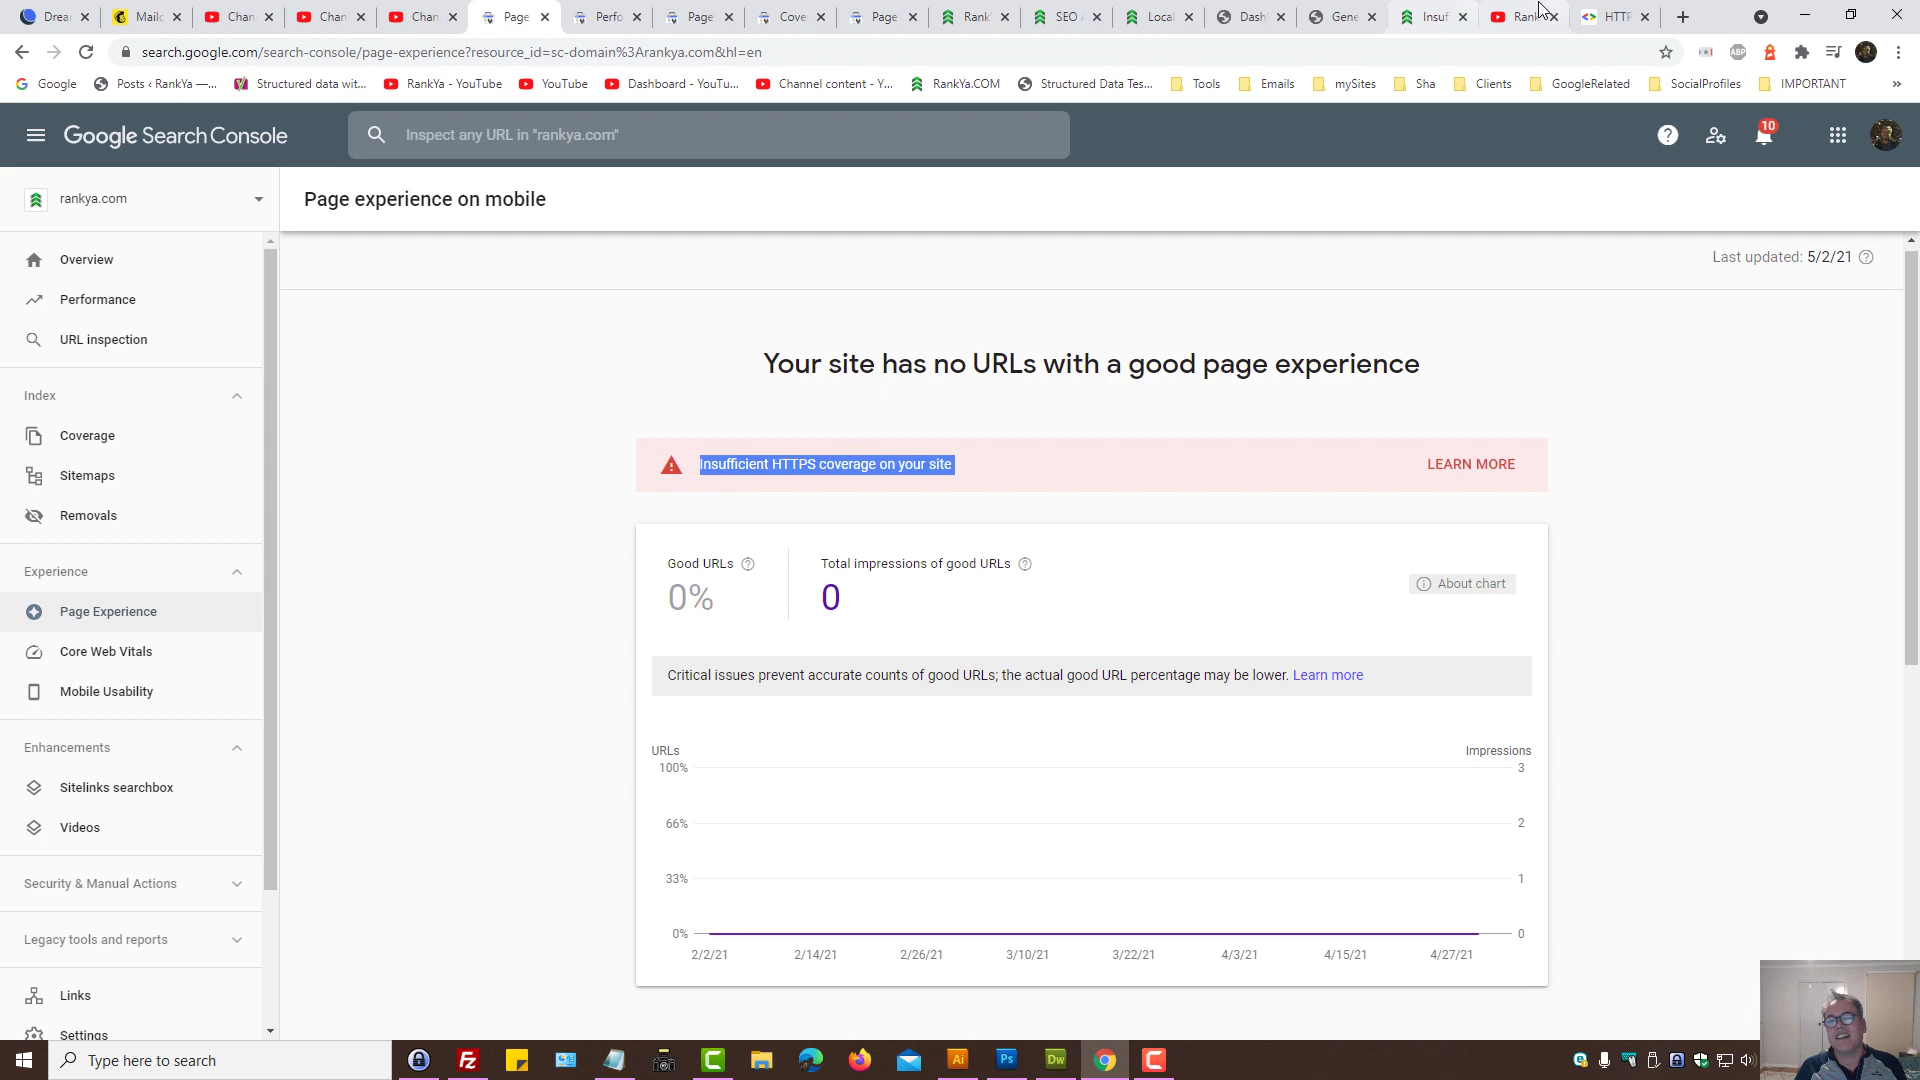 Drea
Mailc
Chan
Chan
Chan
Page
Perfo
Page
Cove
Page
Rank
SEO A
Local
Dash
Gene
Insuf
Rank
HTTP
search.google.com/search-console/page-experience?resource_id=sc-domain%3Arankya.com&hl=en
Google
Posts ‹ RankYa —...
Structured data wit...
RankYa - YouTube
YouTube
Dashboard - YouTu...
Channel content - Y...
RankYa.COM
Structured Data Tes...
Tools
Emails
mySites
Sha
Clients
GoogleRelated
SocialProfiles
IMPORTANT
»
Google Search Console
Inspect any URL in "rankya.com"
10
rankya.com
Page experience on mobile
Last updated: 5/2/21
Overview
Performance
URL inspection
Index
Coverage
Sitemaps
Removals
Experience
Page Experience
Core Web Vitals
Mobile Usability
Enhancements
Sitelinks searchbox
Videos
Security & Manual Actions
Legacy tools and reports
Links
Settings
Your site has no URLs with a good page experience
Insufficient HTTPS coverage on your site
LEARN MORE
Good URLs
0%
Total impressions of good URLs
0
About chart
Critical issues prevent accurate counts of good URLs; the actual good URL percentage may be lower. Learn more
URLs
Impressions
100%
3
66%
2
33%
1
0%
0
2/2/21
2/14/21
2/26/21
3/10/21
3/22/21
4/3/21
4/15/21
4/27/21
Type here to search
Fz
Ai
Ps
Dw